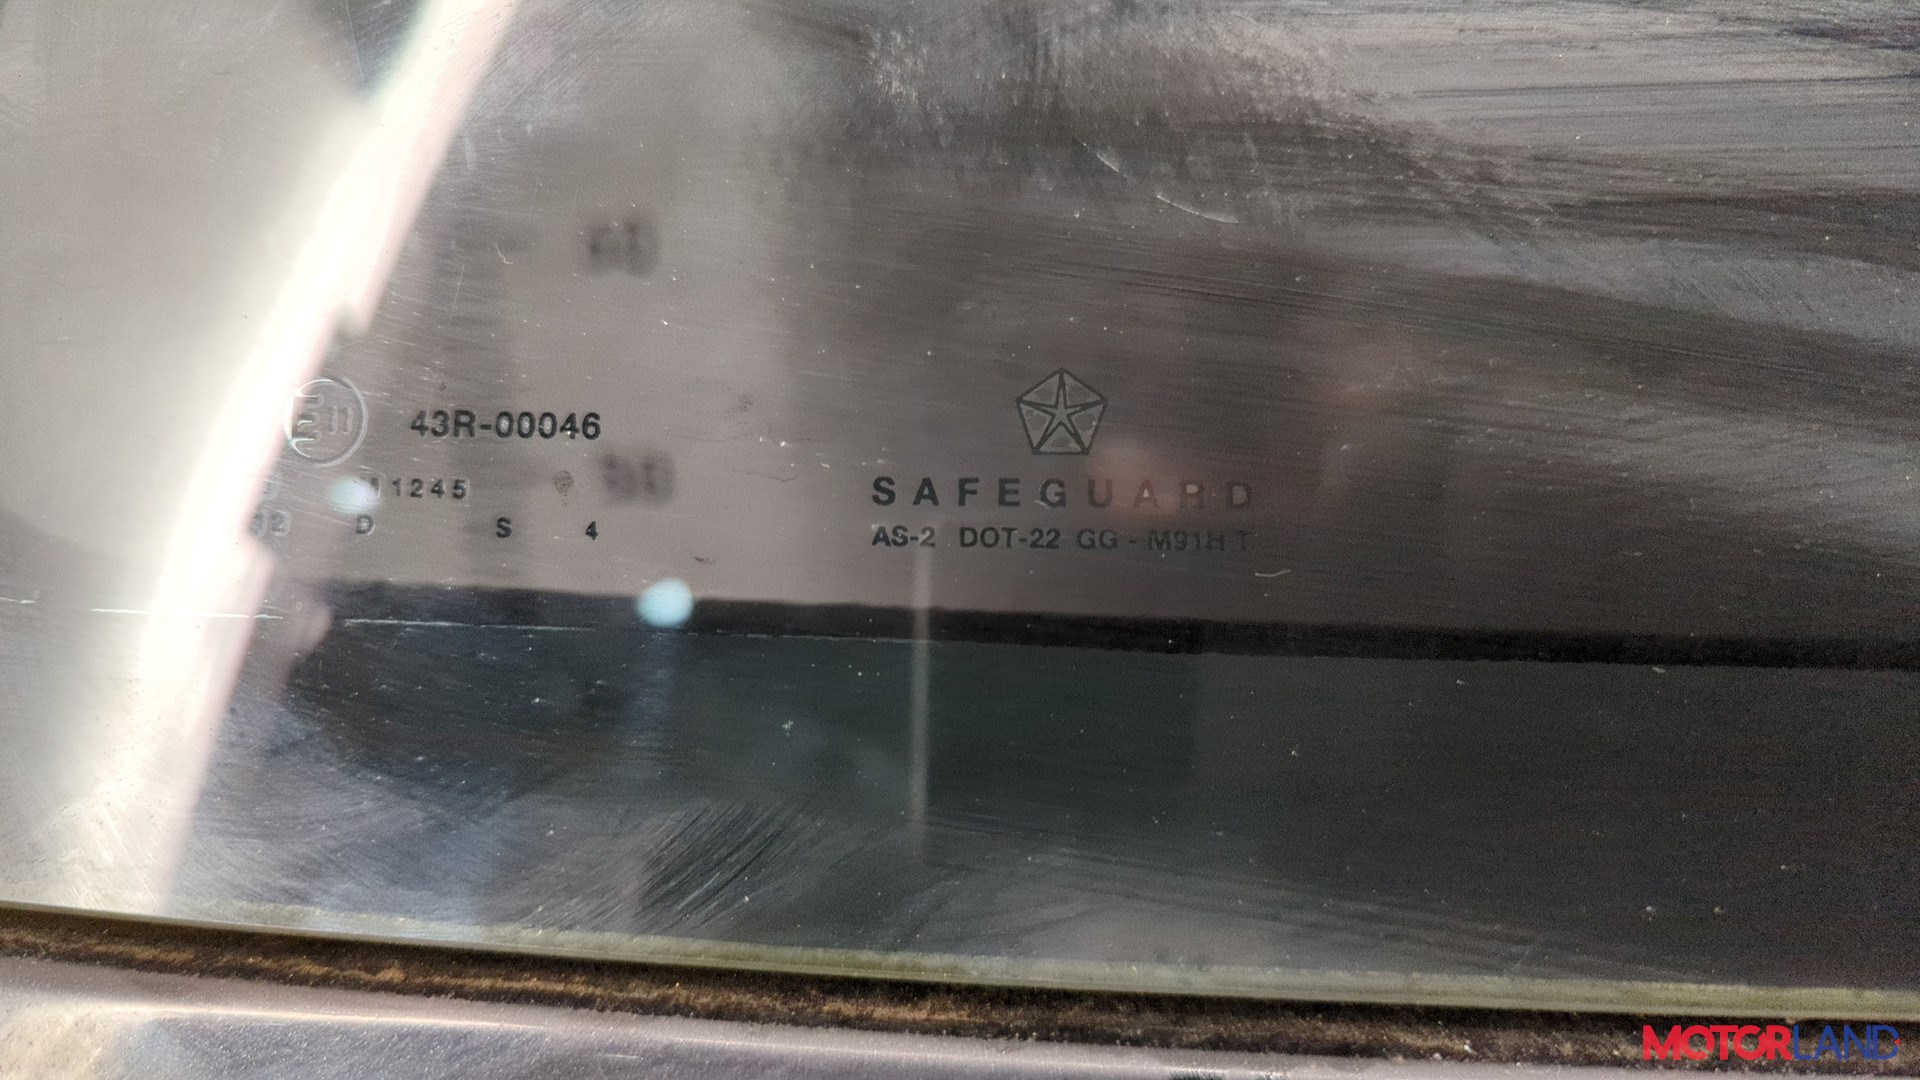 E11 43R-00046
1245
D S 4
SAFEGUARD
AS-2 DOT-22 GG - M91H T
MOTORLAND